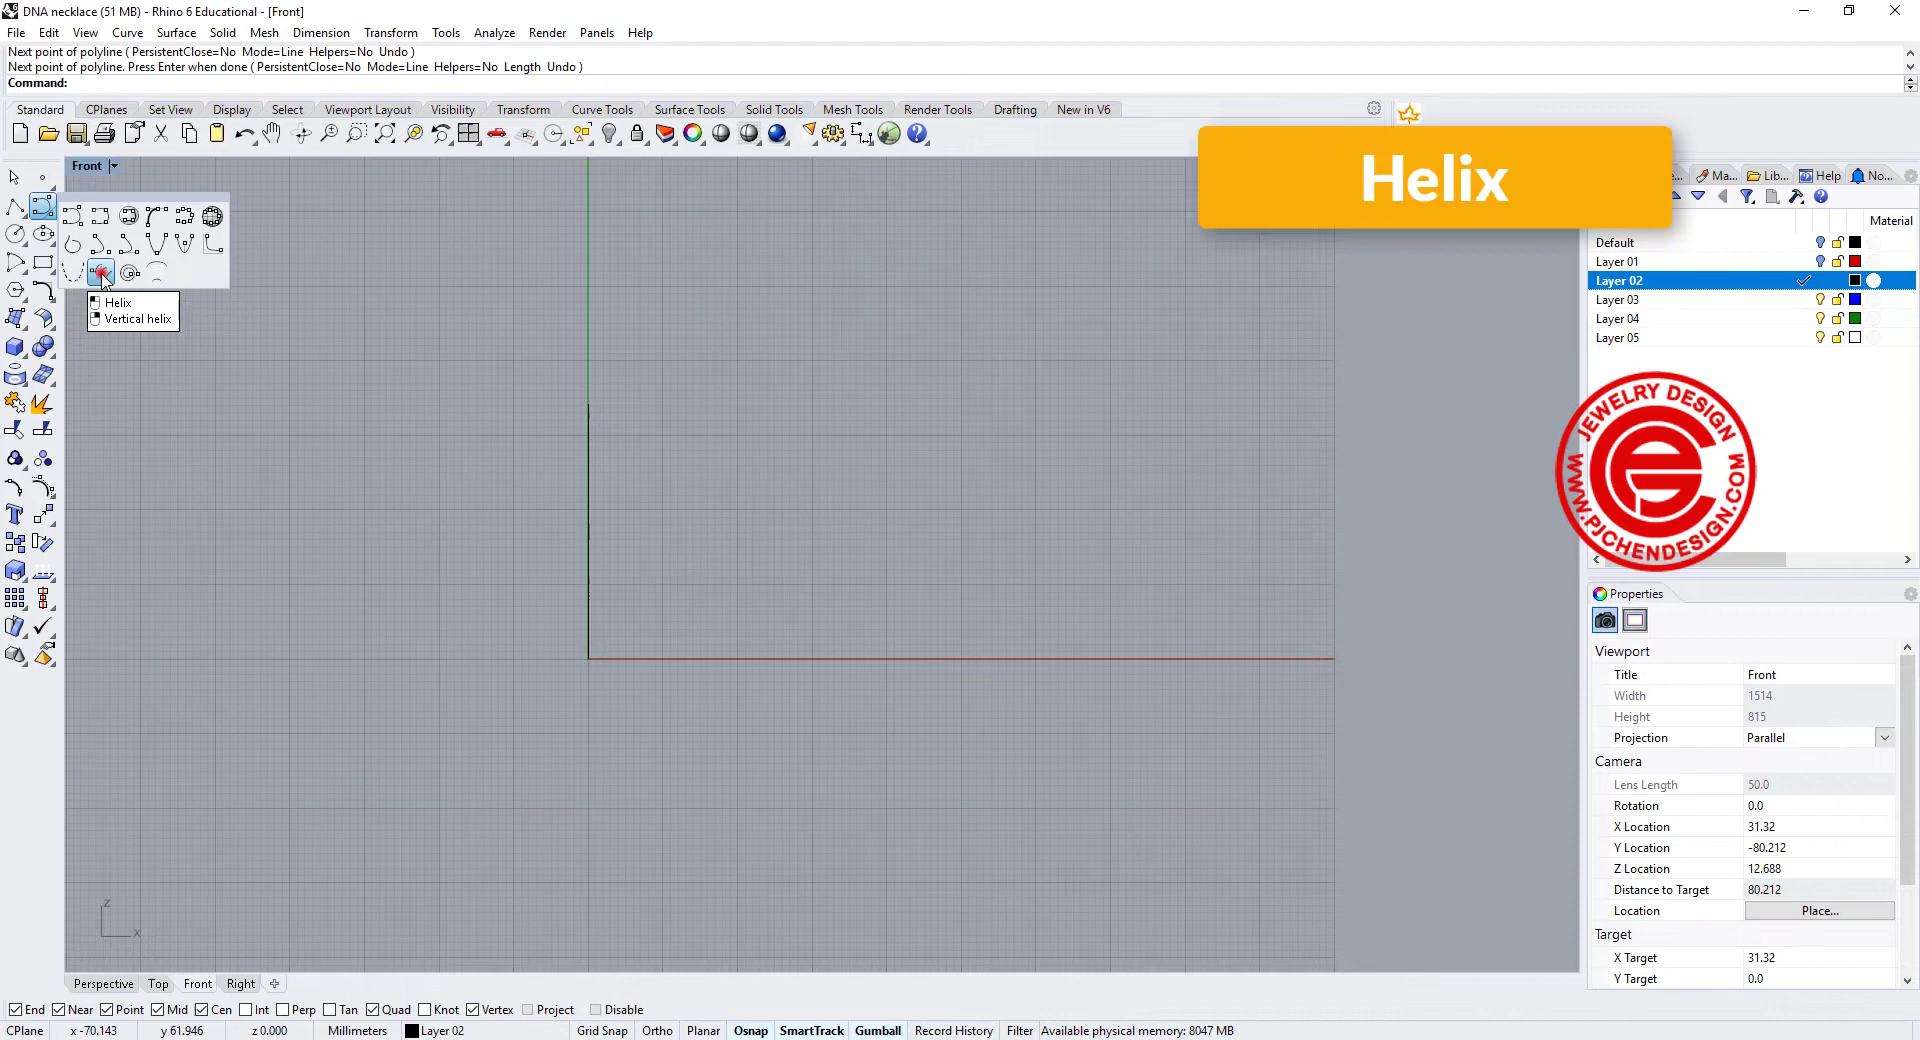 DNA necklace (51 MB) - Rhino 6 Educational - [Front]
File Edit View Curve Surface Solid Mesh Dimension Transform Tools Analyze Render Panels Help
Next point of polyline ( PersistentClose=No Mode=Line Helpers=No Undo )
Next point of polyline. Press Enter when done ( PersistentClose=No Mode=Line Helpers=No Length Undo )
Command:
Standard CPlanes Set View Display Select Viewport Layout Visibility Transform Curve Tools Surface Tools Solid Tools Mesh Tools Render Tools Drafting New in V6
Helix
Front
Ma... Lib... Help No...
Material
Default
Layer 01
Layer 02
Layer 03
Layer 04
Layer 05
Helix
Vertical helix
JEWELRY DESIGN
WWW.PJCHENDESIGN.COM
Properties
Viewport
Title Front
Width 1514
Height 815
Projection Parallel
Camera
Lens Length 50.0
Rotation 0.0
X Location 31.32
Y Location -80.212
Z Location 12.688
Distance to Target 80.212
Location Place...
Target
X Target 31.32
Y Target 0.0
z
x
Perspective Top Front Right
End Near Point Mid Cen Int Perp Tan Quad Knot Vertex Project Disable
CPlane x -70.143 y 61.946 z 0.000 Millimeters Layer 02 Grid Snap Ortho Planar Osnap SmartTrack Gumball Record History Filter Available physical memory: 8047 MB